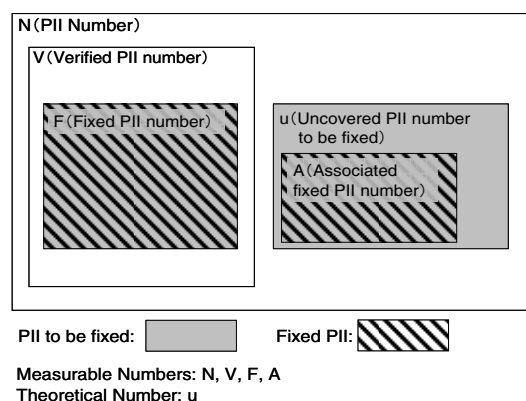 N(PII Number)
V(Verified PII number)
F(Fixed PII number)
u(Uncovered PII number
to be fixed)
A(Associated
fixed PII number)
PII to be fixed:
Fixed PII:
Measurable Numbers: N, V, F, A
Theoretical Number: u